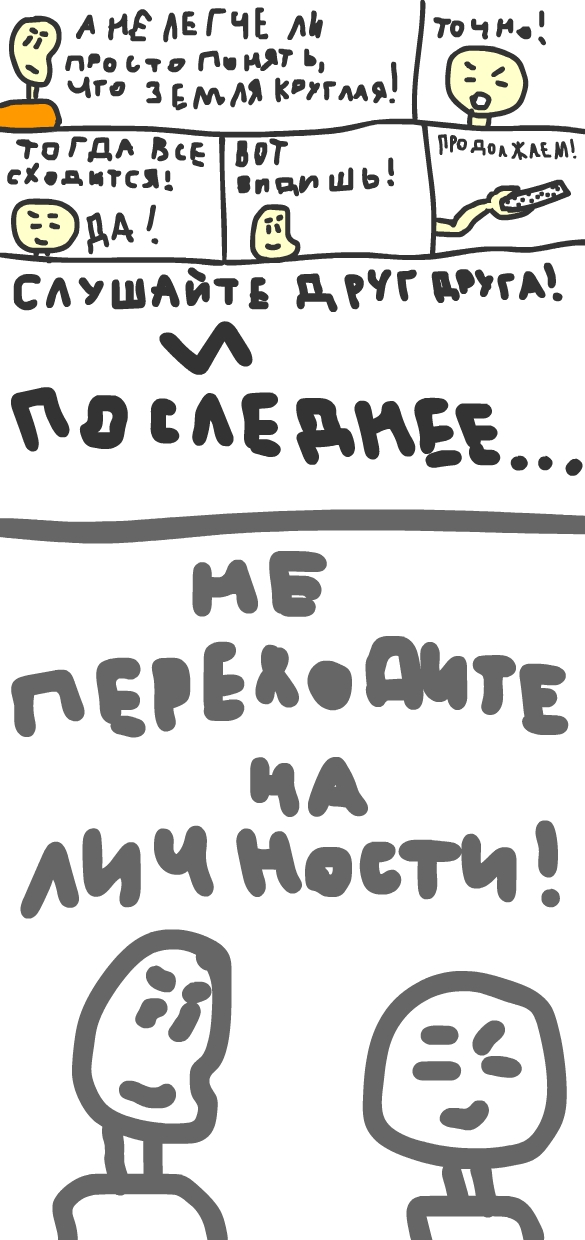 А НЕ ЛЕГЧЕ ЛИ
ПРОСТО ПОНЯТЬ,
ЧТО ЗЕМЛЯ КРУГЛАЯ!
ТОЧНО!
ТОГДА ВСЕ
СХОДИТСЯ!
ДА!
ВОТ
ВИДИШЬ!
ПРОДОЛЖАЕМ!
СЛУШАЙТЕ ДРУГ ДРУГА!
И
ПОСЛЕДНЕЕ...
НЕ
ПЕРЕХОДИТЕ
НА
ЛИЧНОСТИ!